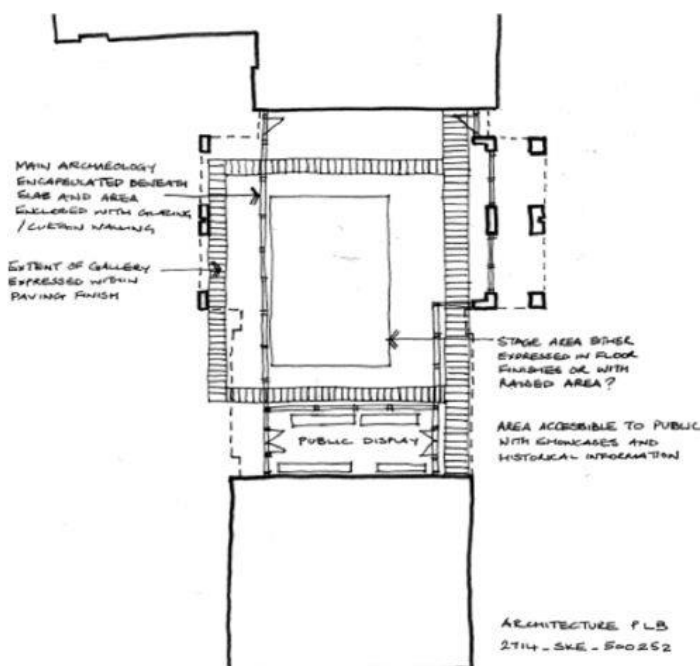 MAIN ARCHAEOLOGY
ENCAPSULATED BENEATH
SLAB AND AREA
ENCLOSED WITH GLAZING
/ CURTAIN WALLING
EXTENT OF GALLERY
EXPRESSED WITHIN
PAVING FINISH
STAGE AREA EITHER
EXPRESSED IN FLOOR
FINISHES OR WITH
RAISED AREA?
PUBLIC DISPLAY
AREA ACCESSIBLE TO PUBLIC
WITH SHOWCASES AND
HISTORICAL INFORMATION
ARCHITECTURE PLB
2714_SKE_500252